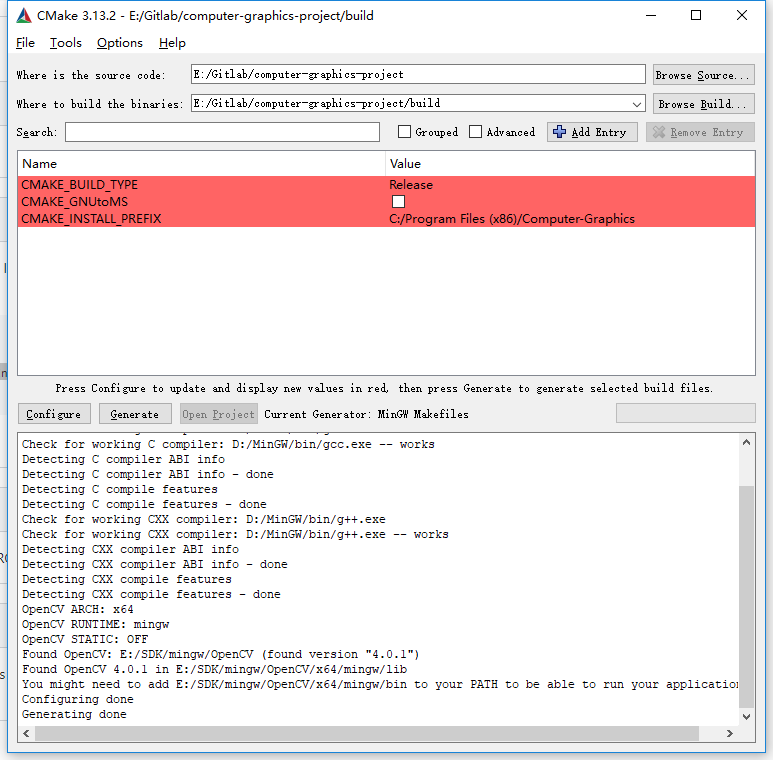 CMake 3.13.2 - E:/Gitlab/computer-graphics-project/build
File Tools Options Help
Where is the source code: E:/Gitlab/computer-graphics-project Browse Source...
Where to build the binaries: E:/Gitlab/computer-graphics-project/build Browse Build...
Search: Grouped Advanced Add Entry Remove Entry
Name Value
CMAKE_BUILD_TYPE Release
CMAKE_GNUtoMS
CMAKE_INSTALL_PREFIX C:/Program Files (x86)/Computer-Graphics
Press Configure to update and display new values in red, then press Generate to generate selected build files.
Configure Generate Open Project Current Generator: MinGW Makefiles
Check for working C compiler: D:/MinGW/bin/gcc.exe -- works
Detecting C compiler ABI info
Detecting C compiler ABI info - done
Detecting C compile features
Detecting C compile features - done
Check for working CXX compiler: D:/MinGW/bin/g++.exe
Check for working CXX compiler: D:/MinGW/bin/g++.exe -- works
Detecting CXX compiler ABI info
Detecting CXX compiler ABI info - done
Detecting CXX compile features
Detecting CXX compile features - done
OpenCV ARCH: x64
OpenCV RUNTIME: mingw
OpenCV STATIC: OFF
Found OpenCV: E:/SDK/mingw/OpenCV (found version "4.0.1")
Found OpenCV 4.0.1 in E:/SDK/mingw/OpenCV/x64/mingw/lib
You might need to add E:/SDK/mingw/OpenCV/x64/mingw/bin to your PATH to be able to run your application
Configuring done
Generating done